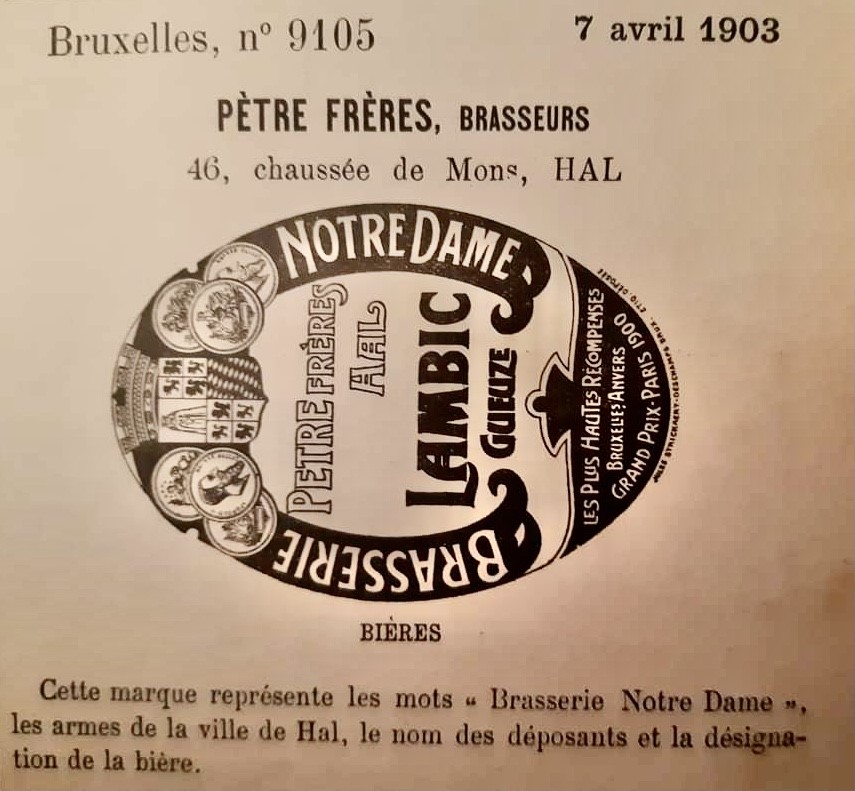 Bruxelles, n° 9105
7 avril 1903
PÈTRE FRÈRES, BRASSEURS
46, chaussée de Mons, HAL
BRASSERIE
NOTRE DAME
PETRE FRÈRES
HAL
LAMBIC
GUEUZE
LES PLUS HAUTES RÉCOMPENSES
BRUXELLES ANVERS
GRAND PRIX-PARIS 1900
ETIQ. DÉPOSÉE
BIÈRES
Cette marque représente les mots « Brasserie Notre Dame »,
les armes de la ville de Hal, le nom des déposants et la désigna-
tion de la bière.